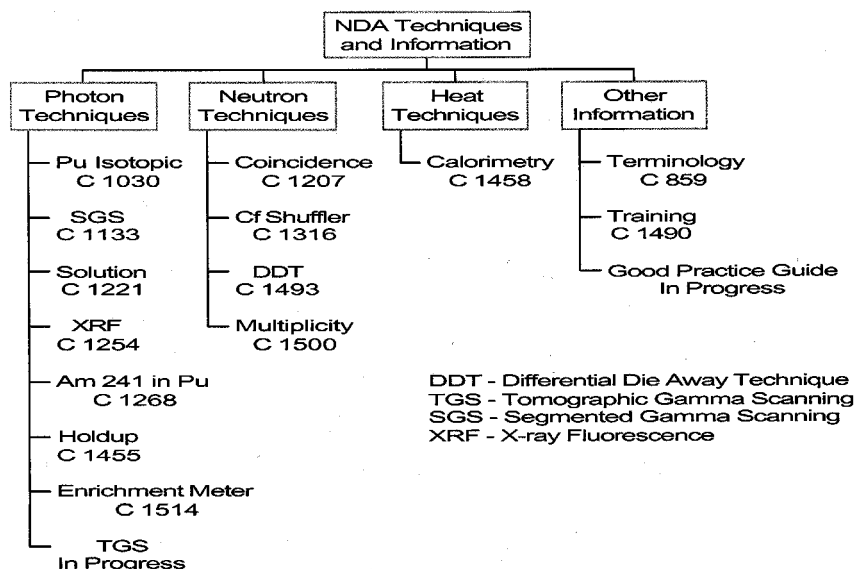 NDA Techniques
and Information
Photon
Techniques
Pu Isotopic
C 1030
SGS
C 1133
Solution
C 1221
XRF
C 1254
Am 241 in Pu
C 1268
Holdup
C 1455
Enrichment Meter
C 1514
TGS
In Progress
Neutron
Techniques
Coincidence
C 1207
Cf Shuffler
C 1316
DDT
C 1493
Multiplicity
C 1500
Heat
Techniques
Calorimetry
C 1458
Other
Information
Terminology
C 859
Training
C 1490
Good Practice Guide
In Progress
DDT - Differential Die Away Technique
TGS - Tomographic Gamma Scanning
SGS - Segmented Gamma Scanning
XRF - X-ray Fluorescence